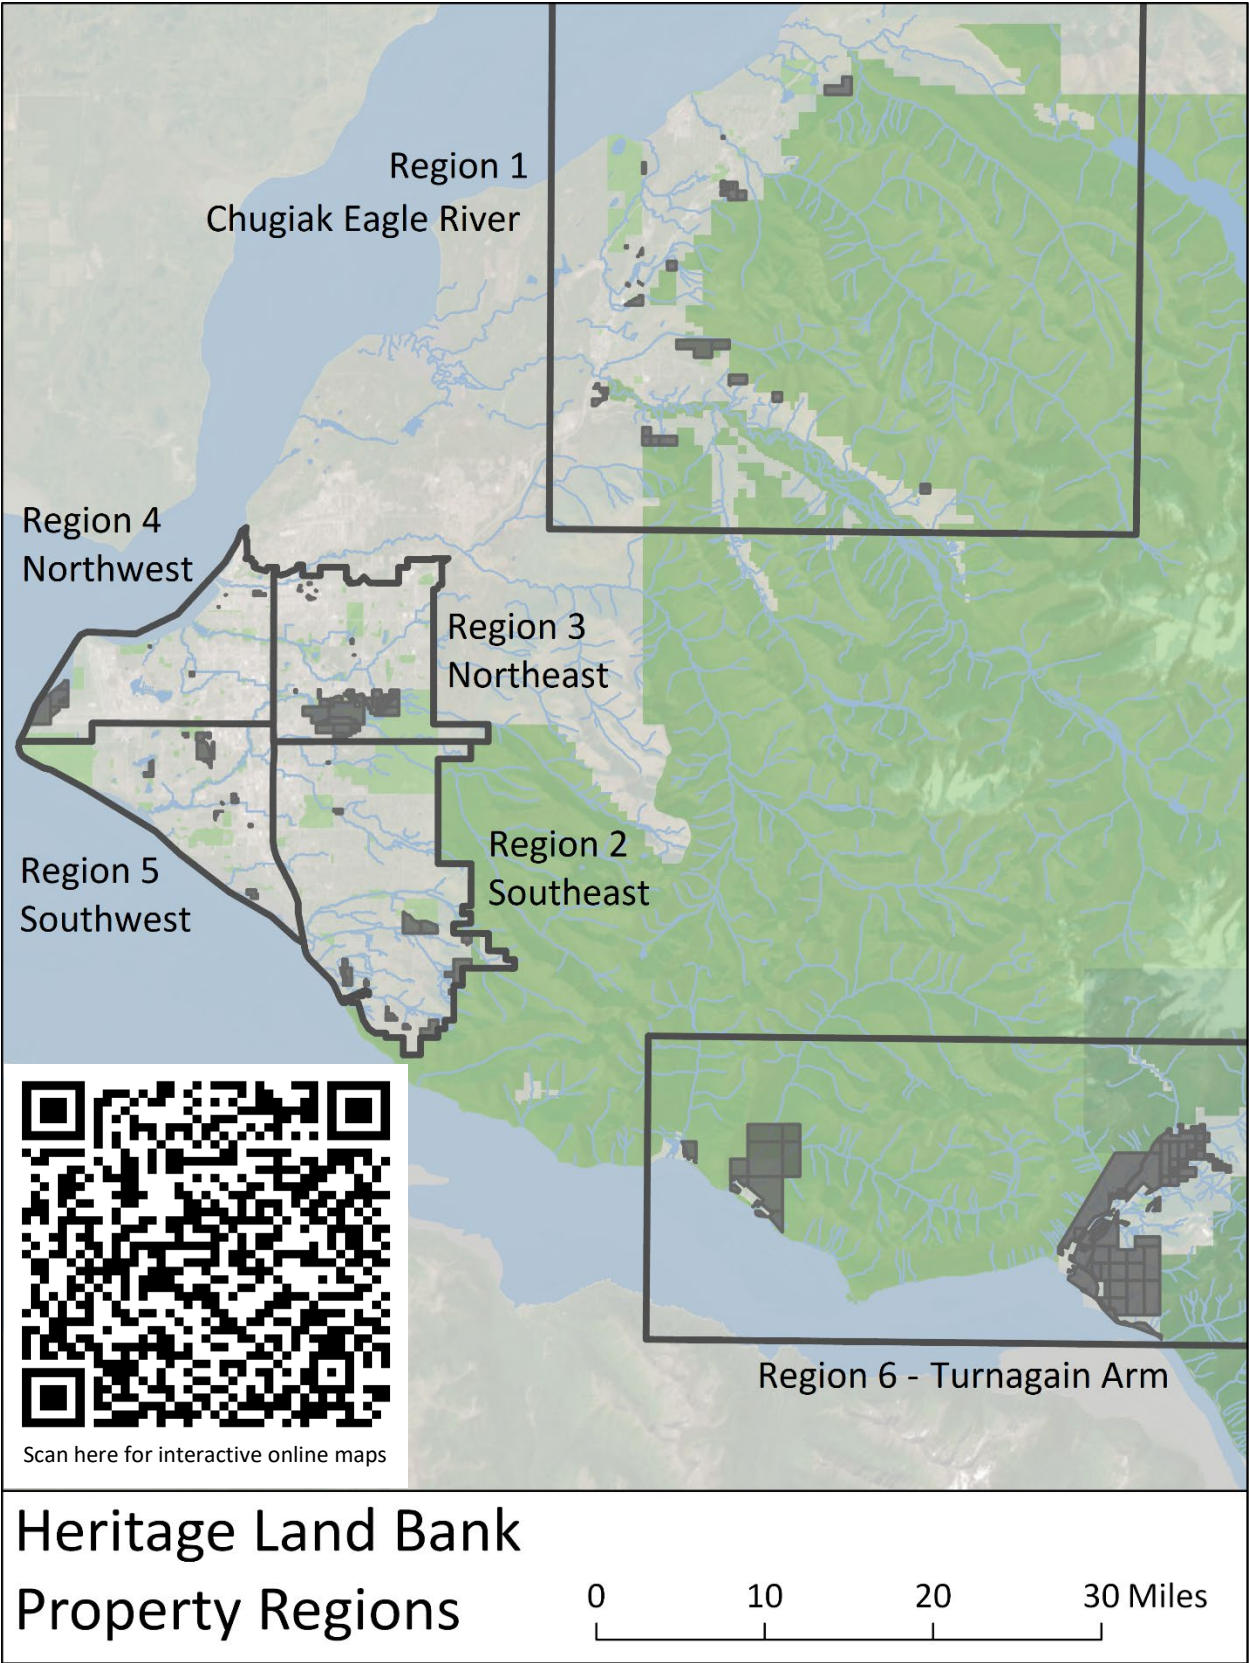 Region 1
Chugiak Eagle River
Region 4
Northwest
Region 3
Northeast
Region 5
Southwest
Region 2
Southeast
Region 6 - Turnagain Arm
Scan here for interactive online maps
Heritage Land Bank
Property Regions
0 10 20 30 Miles